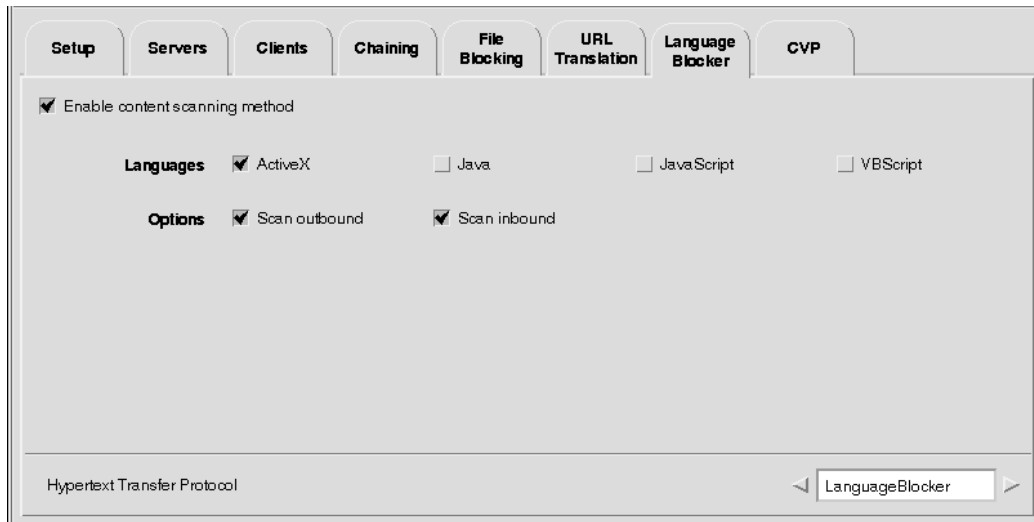 Setup Servers Clients Chaining File Blocking URL Translation Language Blocker CVP
Enable content scanning method
Languages ActiveX Java JavaScript VBScript
Options Scan outbound Scan inbound
Hypertext Transfer Protocol LanguageBlocker